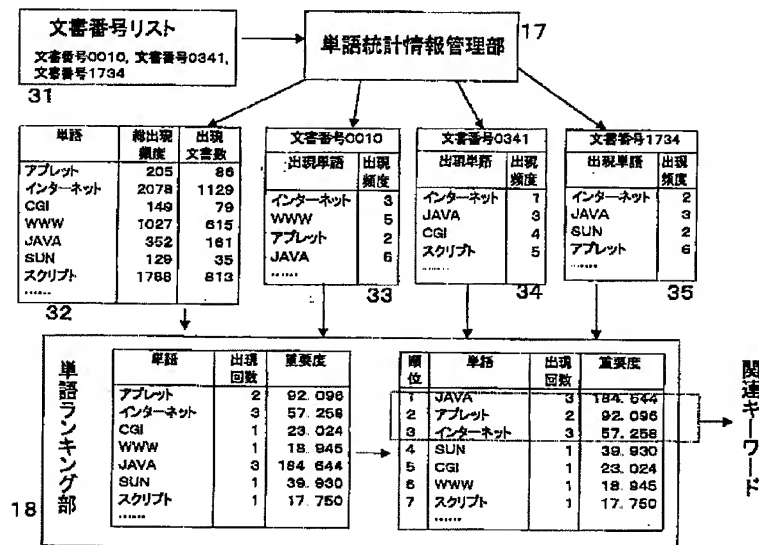 文書番号リスト
文書番号0010, 文書番号0341,
文書番号1734
31
単語統計情報管理部
17
単語 総出現頻度 出現文書数
アプレット 205 86
インターネット 2078 1129
CGI 149 79
WWW 1027 615
JAVA 352 161
SUN 129 35
スクリプト 1788 813
......
32
文書番号0010
出現単語 出現頻度
インターネット 3
WWW 5
アプレット 2
JAVA 6
......
33
文書番号0341
出現単語 出現頻度
インターネット 1
JAVA 3
CGI 4
スクリプト 5
......
34
文書番号1734
出現単語 出現頻度
インターネット 2
JAVA 3
SUN 2
アプレット 6
......
35
単語ランキング部
18
単語 出現回数 重要度
アプレット 2 92.096
インターネット 3 57.258
CGI 1 23.024
WWW 1 18.945
JAVA 3 184.644
SUN 1 39.930
スクリプト 1 17.750
......
順位 単語 出現回数 重要度
1 JAVA 3 184.644
2 アプレット 2 92.096
3 インターネット 3 57.258
4 SUN 1 39.930
5 CGI 1 23.024
6 WWW 1 18.945
7 スクリプト 1 17.750
......
関連キーワード